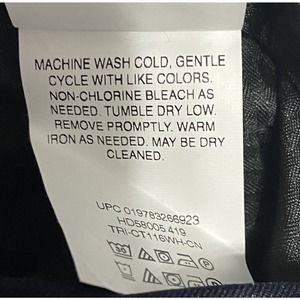 MACHINE WASH COLD, GENTLE
CYCLE WITH LIKE COLORS.
NON-CHLORINE BLEACH AS
NEEDED. TUMBLE DRY LOW.
REMOVE PROMPTLY. WARM
IRON AS NEEDED. MAY BE DRY
CLEANED.
UPC 019783266923
HD58005 419
TRI-CT116WH-CN